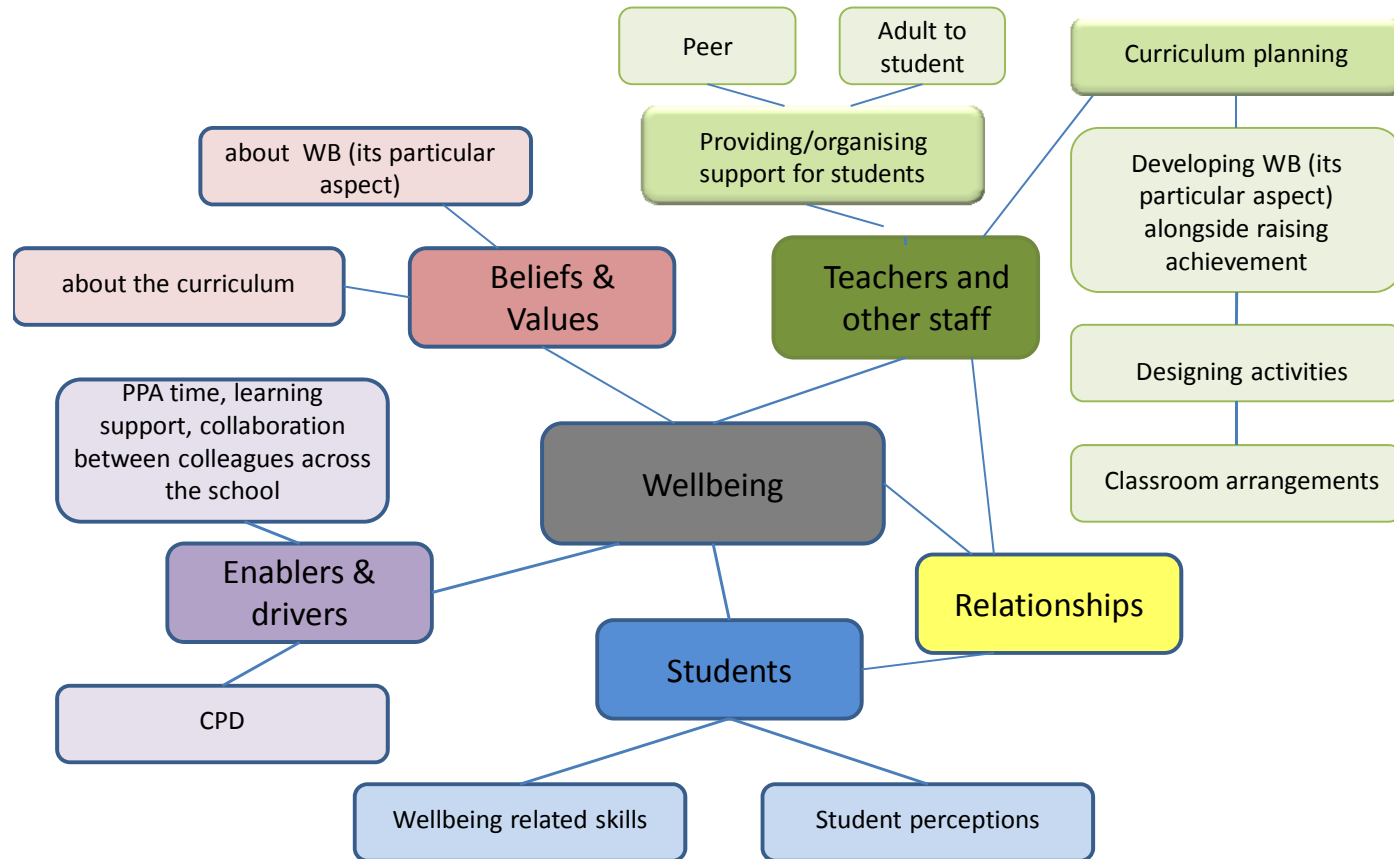 Peer
Adult to
student
Curriculum planning
Providing/organising
support for students
about WB (its particular
aspect)
Developing WB (its
particular aspect)
alongside raising
achievement
about the curriculum
Beliefs &
Values
Teachers and
other staff
Designing activities
PPA time, learning
support, collaboration
between colleagues across
the school
Wellbeing
Classroom arrangements
Enablers &
drivers
Relationships
Students
CPD
Wellbeing related skills
Student perceptions